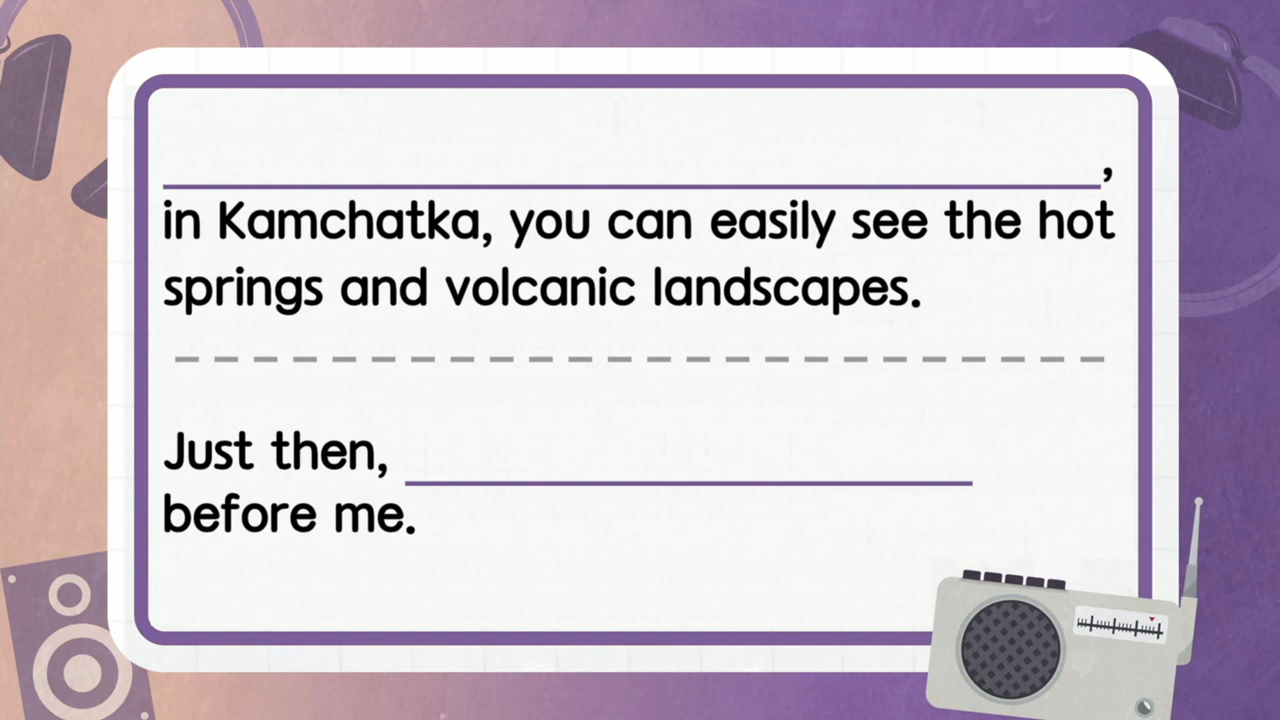 ,
in Kamchatka, you can easily see the hot
springs and volcanic landscapes.
Just then,
before me.